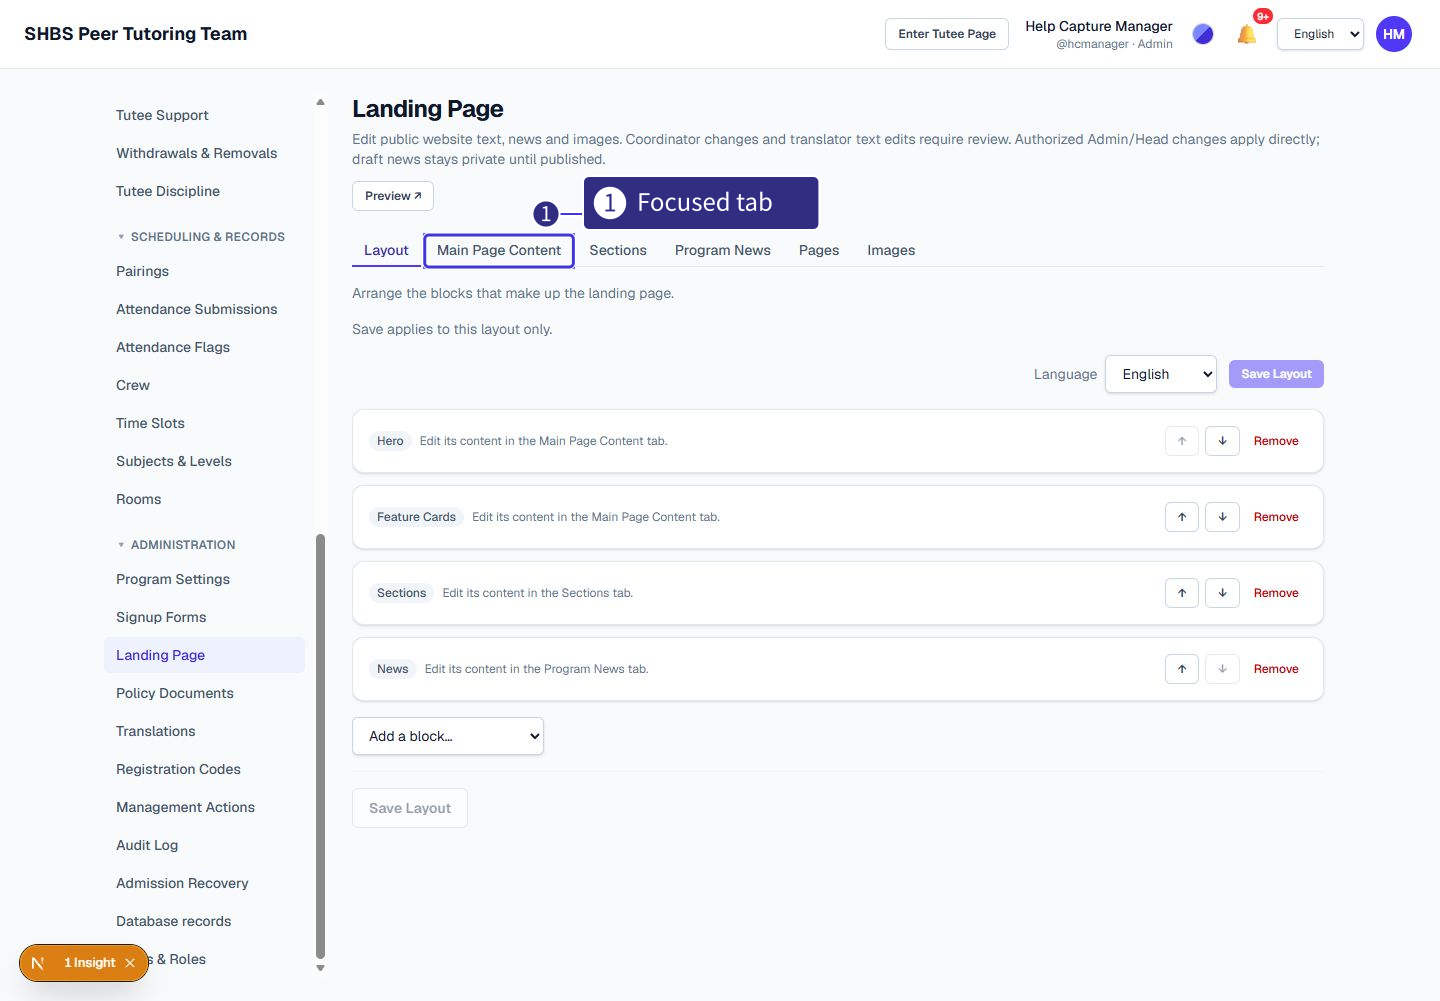 SHBS Peer Tutoring Team
Enter Tutee Page
Help Capture Manager
@hcmanager · Admin
9+
English
HM
Tutee Support
Withdrawals & Removals
Tutee Discipline
SCHEDULING & RECORDS
Pairings
Attendance Submissions
Attendance Flags
Crew
Time Slots
Subjects & Levels
Rooms
ADMINISTRATION
Program Settings
Signup Forms
Landing Page
Policy Documents
Translations
Registration Codes
Management Actions
Audit Log
Admission Recovery
Database records
& Roles
N 1 Insight ×
Landing Page
Edit public website text, news and images. Coordinator changes and translator text edits require review. Authorized Admin/Head changes apply directly;
draft news stays private until published.
Preview ↗
1 1 Focused tab
Layout Main Page Content Sections Program News Pages Images
Arrange the blocks that make up the landing page.
Save applies to this layout only.
Language English Save Layout
Hero Edit its content in the Main Page Content tab. ↑ ↓ Remove
Feature Cards Edit its content in the Main Page Content tab. ↑ ↓ Remove
Sections Edit its content in the Sections tab. ↑ ↓ Remove
News Edit its content in the Program News tab. ↑ ↓ Remove
Add a block...
Save Layout